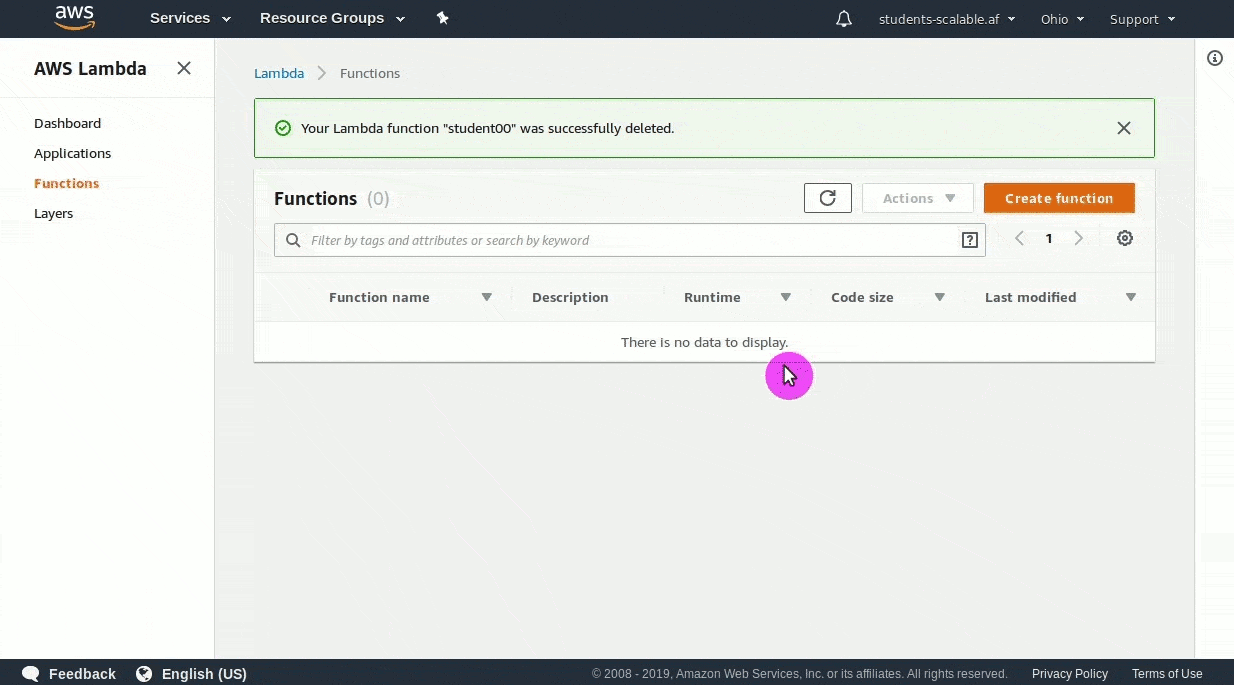 aws Services Resource Groups students-scalable.af Ohio Support
AWS Lambda
Dashboard
Applications
Functions
Layers
Lambda Functions
Your Lambda function "student00" was successfully deleted.
Functions (0) Actions Create function
Filter by tags and attributes or search by keyword ? 1
Function name Description Runtime Code size Last modified
There is no data to display.
Feedback English (US) © 2008 - 2019, Amazon Web Services, Inc. or its affiliates. All rights reserved. Privacy Policy Terms of Use